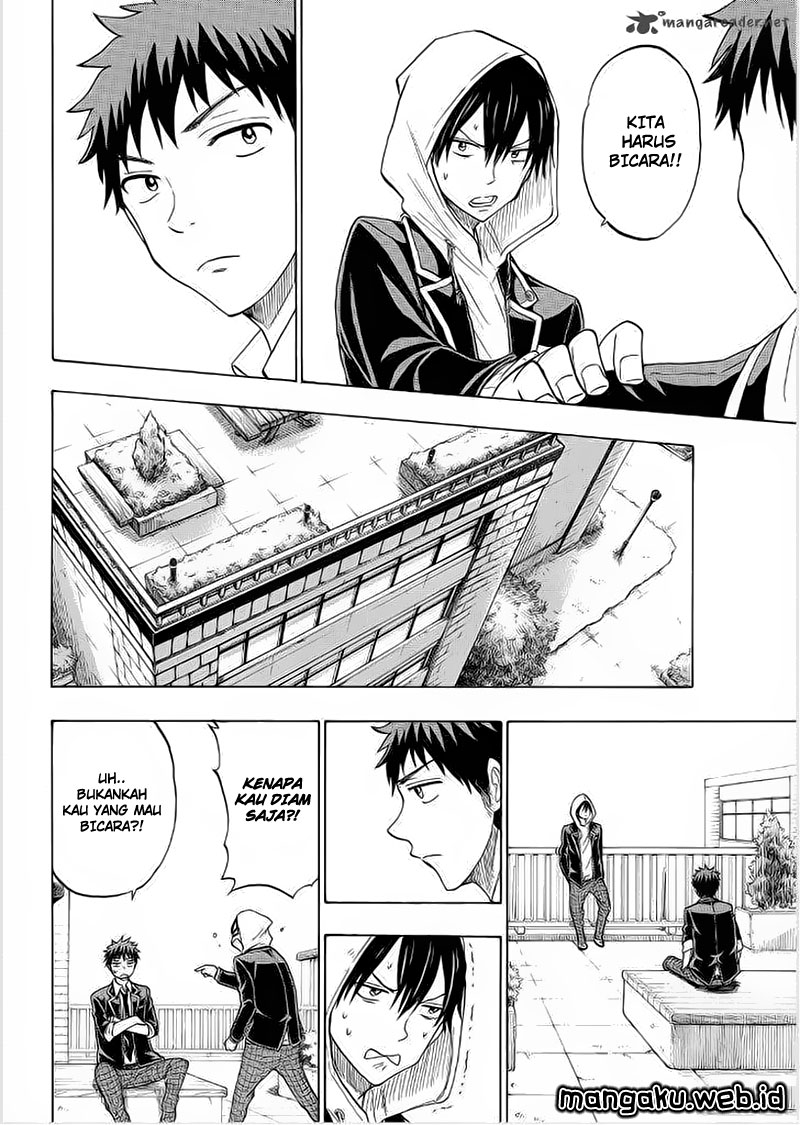 mangareader.net
KITA
HARUS
BICARA!!
KENAPA
KAU DIAM
SAJA?!
UH..
BUKANKAH
KAU YANG MAU
BICARA?!
mangaku.web.id